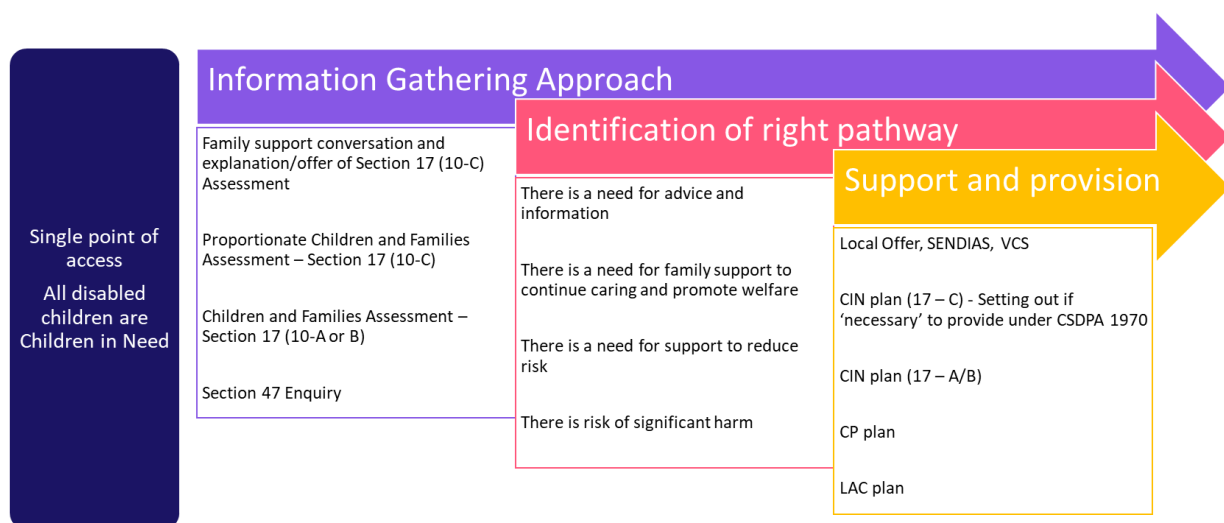 Single point of
access
All disabled
children are
Children in Need
Information Gathering Approach
Family support conversation and
explanation/offer of Section 17 (10-C)
Assessment
Proportionate Children and Families
Assessment – Section 17 (10-C)
Children and Families Assessment –
Section 17 (10-A or B)
Section 47 Enquiry
Identification of right pathway
There is a need for advice and
information
There is a need for family support to
continue caring and promote welfare
There is a need for support to reduce
risk
There is risk of significant harm
Support and provision
Local Offer, SENDIAS, VCS
CIN plan (17 – C) - Setting out if
‘necessary’ to provide under CSDPA 1970
CIN plan (17 – A/B)
CP plan
LAC plan